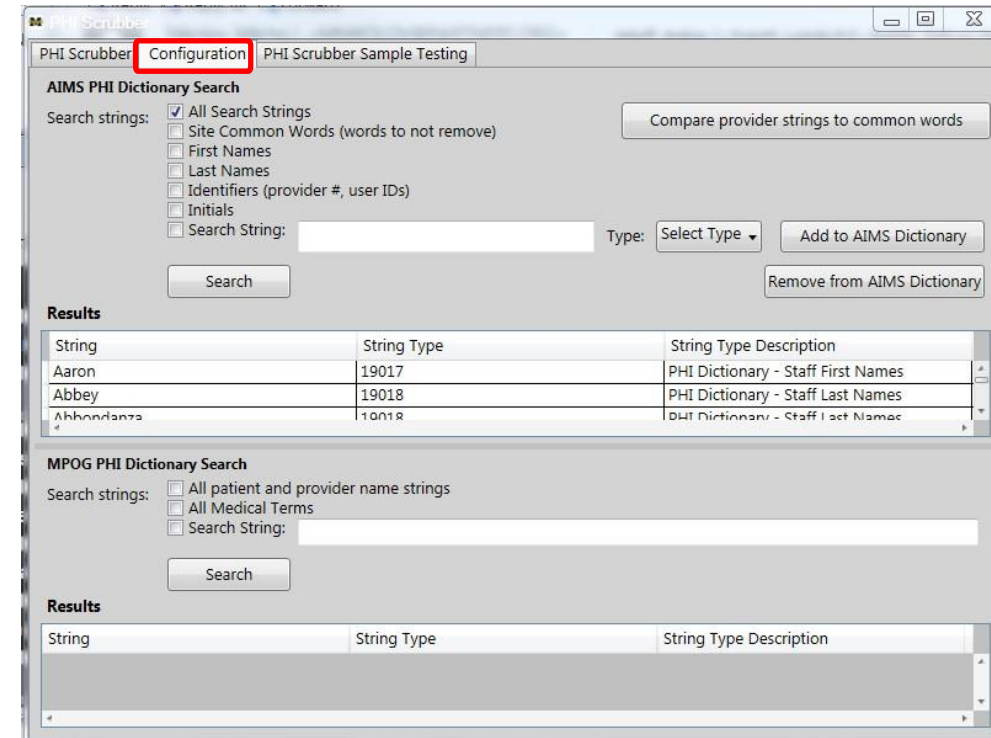 PHI Scrubber
PHI Scrubber Configuration PHI Scrubber Sample Testing
AIMS PHI Dictionary Search
Search strings: All Search Strings
Compare provider strings to common words
Site Common Words (words to not remove)
First Names
Last Names
Identifiers (provider #, user IDs)
Initials
Search String: Type: Select Type Add to AIMS Dictionary
Search Remove from AIMS Dictionary
Results
String String Type String Type Description
Aaron 19017 PHI Dictionary - Staff First Names
Abbey 19018 PHI Dictionary - Staff Last Names
Abbondanza 19018 PHI Dictionary - Staff Last Names
MPOG PHI Dictionary Search
Search strings: All patient and provider name strings
All Medical Terms
Search String:
Search
Results
String String Type String Type Description